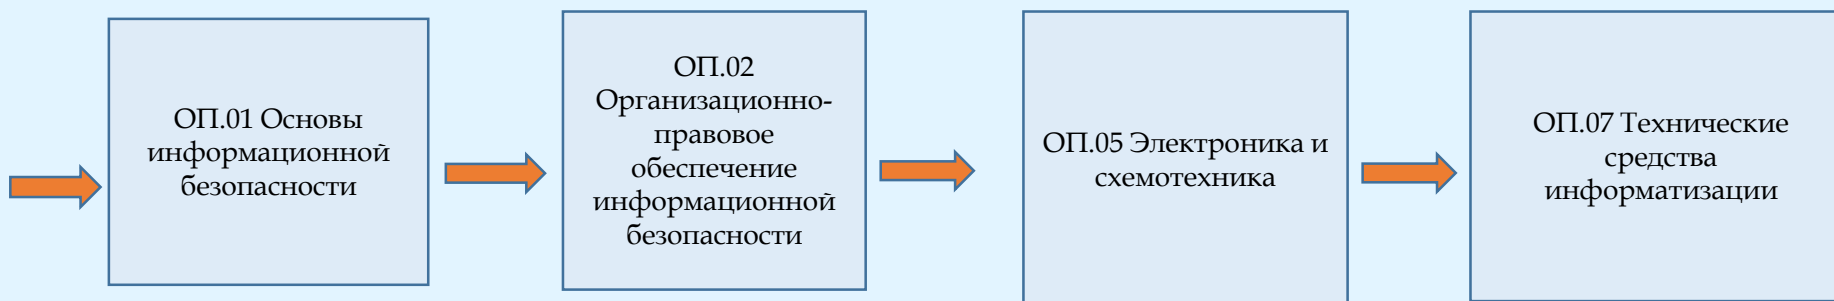 ОП.01 Основы
информационной
безопасности
ОП.02
Организационно-
правовое
обеспечение
информационной
безопасности
ОП.05 Электроника и
схемотехника
ОП.07 Технические
средства
информатизации